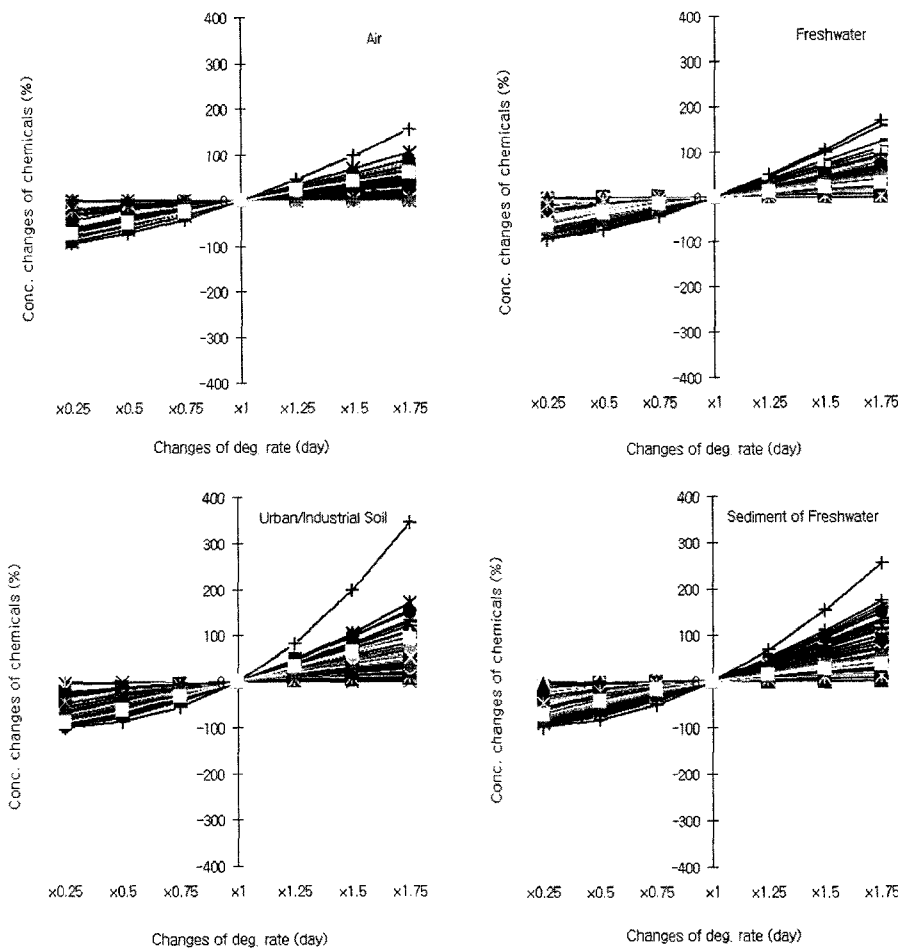 Air
Conc. changes of chemicals (%)
400
300
200
100
0
-100
-200
-300
-400
x0.25 x0.5 x0.75 x1 x1.25 x1.5 x1.75
Changes of deg. rate (day)
Freshwater
Conc. changes of chemicals (%)
400
300
200
100
0
-100
-200
-300
-400
x0.25 x0.5 x0.75 x1 x1.25 x1.5 x1.75
Changes of deg. rate (day)
Urban/Industrial Soil
Conc. changes of chemicals (%)
400
300
200
100
0
-100
-200
-300
-400
x0.25 x0.5 x0.75 x1 x1.25 x1.5 x1.75
Changes of deg. rate (day)
Sediment of Freshwater
Conc. changes of chemicals (%)
400
300
200
100
0
-100
-200
-300
-400
x0.25 x0.5 x0.75 x1 x1.25 x1.5 x1.75
Changes of deg. rate (day)